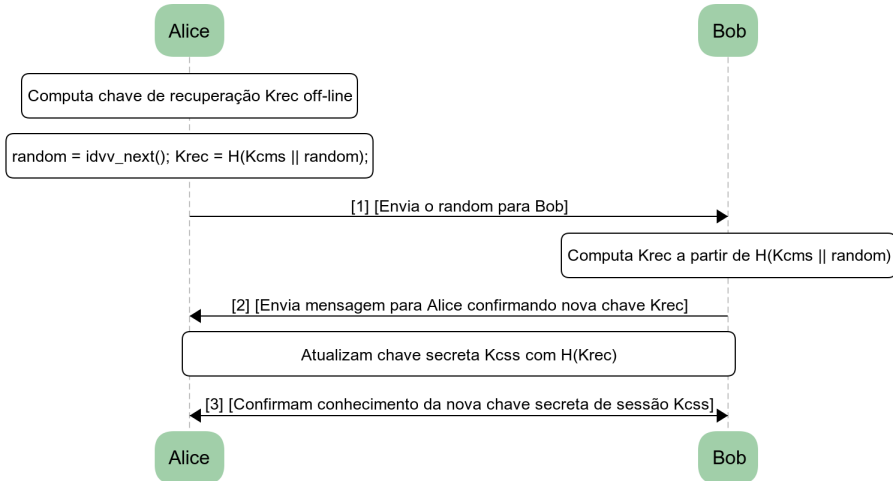 Alice
Bob
Computa chave de recuperação Krec off-line
random = idvv_next(); Krec = H(Kcms || random);
[1] [Envia o random para Bob]
Computa Krec a partir de H(Kcms || random)
[2] [Envia mensagem para Alice confirmando nova chave Krec]
Atualizam chave secreta Kcss com H(Krec)
[3] [Confirmam conhecimento da nova chave secreta de sessão Kcss]
Alice
Bob